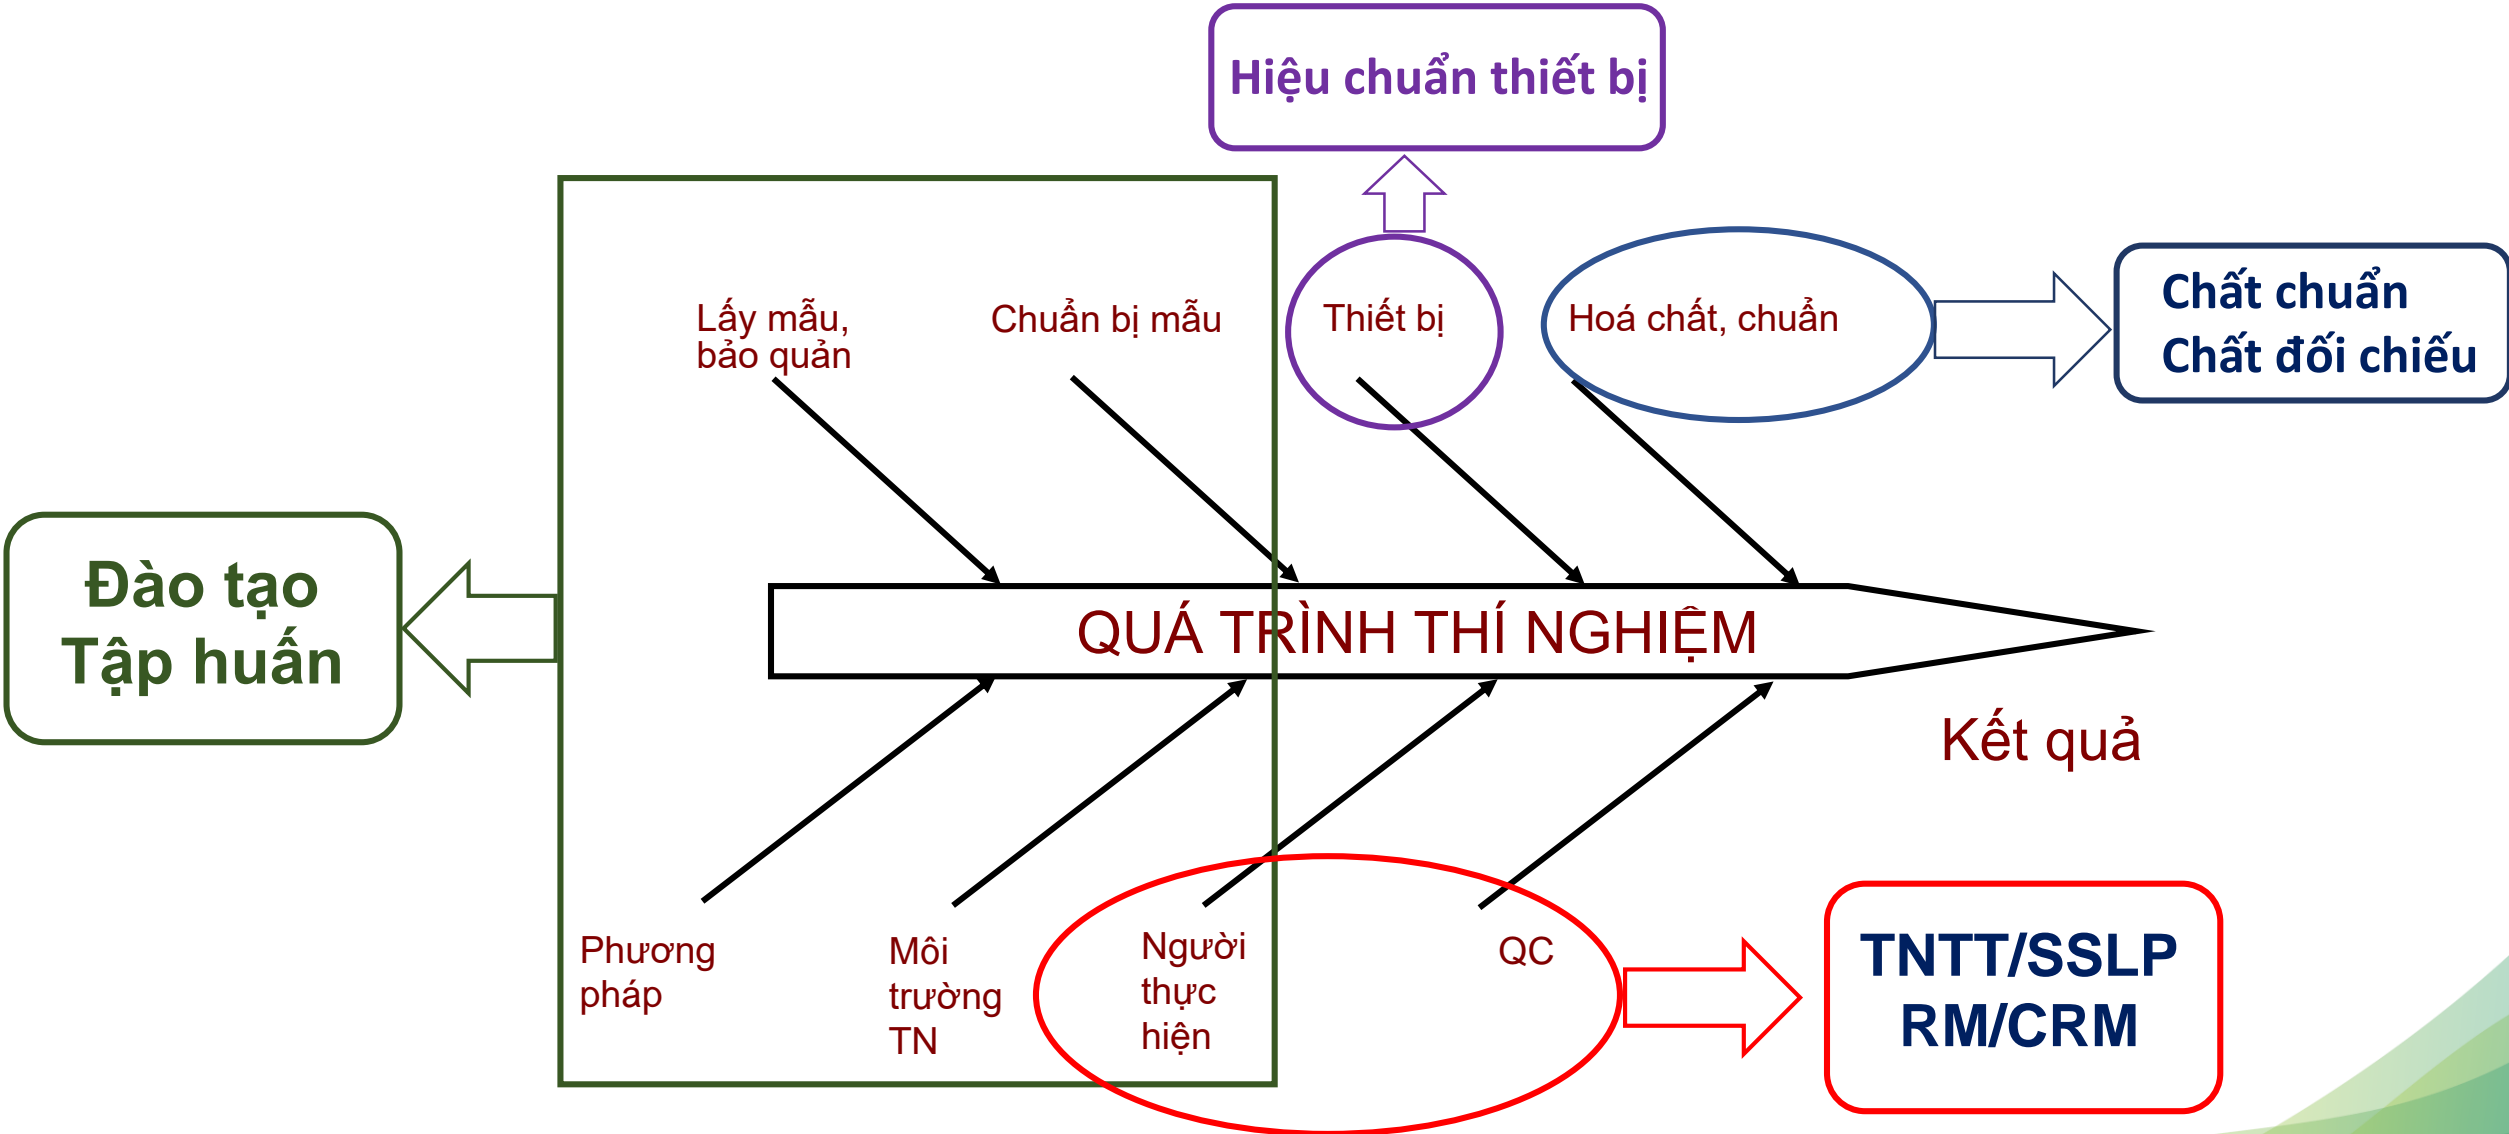 Hiệu chuẩn thiết bị
Lấy mẫu,
bảo quản
Chuẩn bị mẫu
Thiết bị
Hoá chất, chuẩn
Chất chuẩn
Chất đối chiếu
Đào tạo
Tập huấn
QUÁ TRÌNH THÍ NGHIỆM
Kết quả
Phương
pháp
Môi
trường
TN
Người
thực
hiện
QC
TNTT/SSLP
RM/CRM